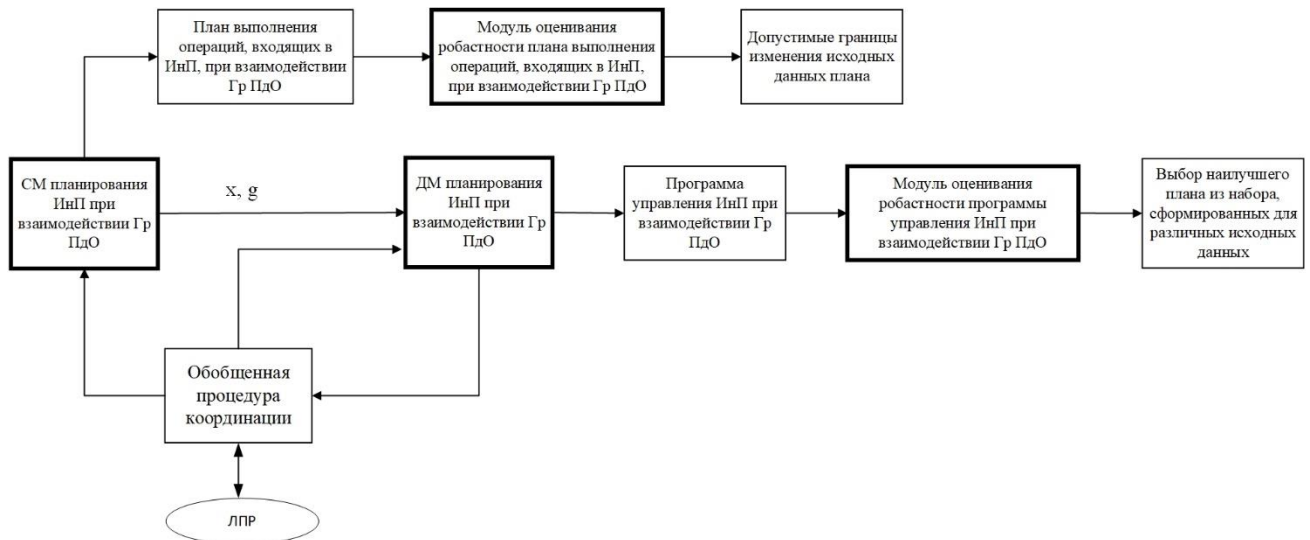 План выполнения
операций, входящих в
ИнП, при взаимодействии
Гр ПдО
Модуль оценивания
робастности плана выполнения
операций, входящих в ИнП,
при взаимодействии Гр ПдО
Допустимые границы
изменения исходных
данных плана
СМ планирования
ИнП при
взаимодействии Гр
ПдО
x, g
ДМ планирования
ИнП при
взаимодействии Гр
ПдО
Программа
управления ИнП при
взаимодействии Гр
ПдО
Модуль оценивания
робастности программы
управления ИнП при
взаимодействии Гр ПдО
Выбор наилучшего
плана из набора,
сформированных для
различных исходных
данных
Обобщенная
процедура
координации
ЛПР